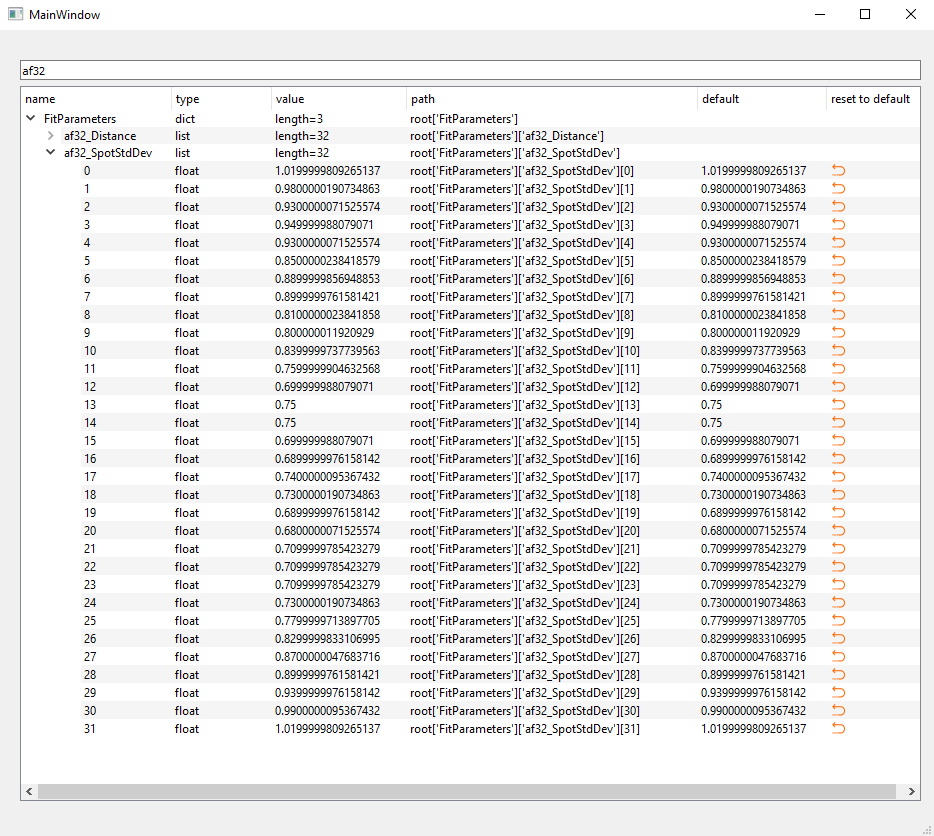 MainWindow
af32
name type value path default reset to default
FitParameters dict length=3 root['FitParameters']
af32_Distance list length=32 root['FitParameters']['af32_Distance']
af32_SpotStdDev list length=32 root['FitParameters']['af32_SpotStdDev']
0 float 1.0199999809265137 root['FitParameters']['af32_SpotStdDev'][0] 1.0199999809265137
1 float 0.9800000190734863 root['FitParameters']['af32_SpotStdDev'][1] 0.9800000190734863
2 float 0.9300000071525574 root['FitParameters']['af32_SpotStdDev'][2] 0.9300000071525574
3 float 0.949999988079071 root['FitParameters']['af32_SpotStdDev'][3] 0.949999988079071
4 float 0.9300000071525574 root['FitParameters']['af32_SpotStdDev'][4] 0.9300000071525574
5 float 0.8500000238418579 root['FitParameters']['af32_SpotStdDev'][5] 0.8500000238418579
6 float 0.8899999856948853 root['FitParameters']['af32_SpotStdDev'][6] 0.8899999856948853
7 float 0.8999999761581421 root['FitParameters']['af32_SpotStdDev'][7] 0.8999999761581421
8 float 0.8100000023841858 root['FitParameters']['af32_SpotStdDev'][8] 0.8100000023841858
9 float 0.800000011920929 root['FitParameters']['af32_SpotStdDev'][9] 0.800000011920929
10 float 0.8399999737739563 root['FitParameters']['af32_SpotStdDev'][10] 0.8399999737739563
11 float 0.7599999904632568 root['FitParameters']['af32_SpotStdDev'][11] 0.7599999904632568
12 float 0.699999988079071 root['FitParameters']['af32_SpotStdDev'][12] 0.699999988079071
13 float 0.75 root['FitParameters']['af32_SpotStdDev'][13] 0.75
14 float 0.75 root['FitParameters']['af32_SpotStdDev'][14] 0.75
15 float 0.699999988079071 root['FitParameters']['af32_SpotStdDev'][15] 0.699999988079071
16 float 0.6899999976158142 root['FitParameters']['af32_SpotStdDev'][16] 0.6899999976158142
17 float 0.7400000095367432 root['FitParameters']['af32_SpotStdDev'][17] 0.7400000095367432
18 float 0.7300000190734863 root['FitParameters']['af32_SpotStdDev'][18] 0.7300000190734863
19 float 0.6899999976158142 root['FitParameters']['af32_SpotStdDev'][19] 0.6899999976158142
20 float 0.6800000071525574 root['FitParameters']['af32_SpotStdDev'][20] 0.6800000071525574
21 float 0.7099999785423279 root['FitParameters']['af32_SpotStdDev'][21] 0.7099999785423279
22 float 0.7099999785423279 root['FitParameters']['af32_SpotStdDev'][22] 0.7099999785423279
23 float 0.7099999785423279 root['FitParameters']['af32_SpotStdDev'][23] 0.7099999785423279
24 float 0.7300000190734863 root['FitParameters']['af32_SpotStdDev'][24] 0.7300000190734863
25 float 0.7799999713897705 root['FitParameters']['af32_SpotStdDev'][25] 0.7799999713897705
26 float 0.8299999833106995 root['FitParameters']['af32_SpotStdDev'][26] 0.8299999833106995
27 float 0.8700000047683716 root['FitParameters']['af32_SpotStdDev'][27] 0.8700000047683716
28 float 0.8999999761581421 root['FitParameters']['af32_SpotStdDev'][28] 0.8999999761581421
29 float 0.9399999976158142 root['FitParameters']['af32_SpotStdDev'][29] 0.9399999976158142
30 float 0.9900000095367432 root['FitParameters']['af32_SpotStdDev'][30] 0.9900000095367432
31 float 1.0199999809265137 root['FitParameters']['af32_SpotStdDev'][31] 1.0199999809265137